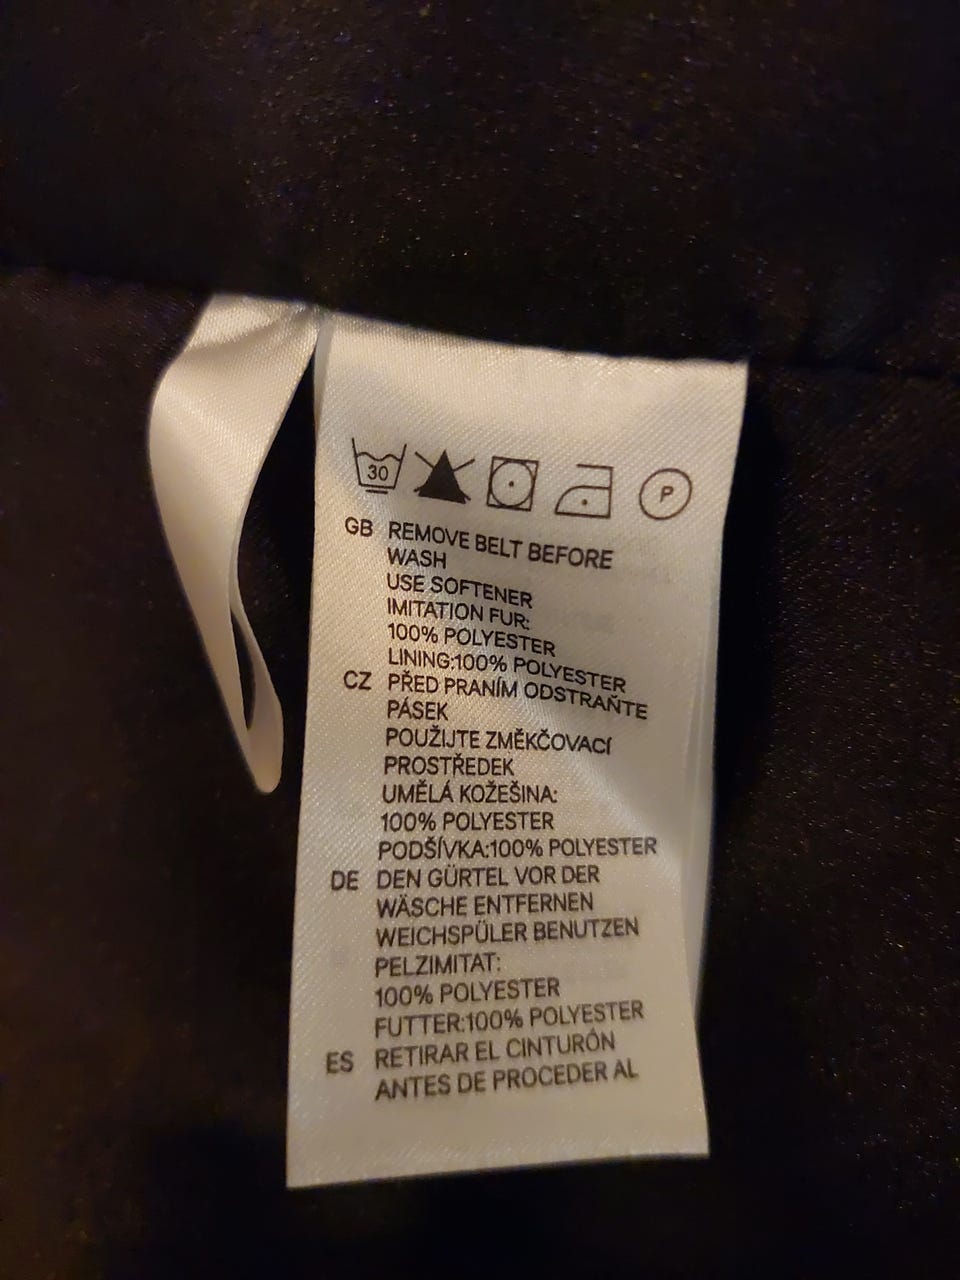 30
P
GB REMOVE BELT BEFORE
WASH
USE SOFTENER
IMITATION FUR:
100% POLYESTER
LINING:100% POLYESTER
CZ PŘED PRANÍM ODSTRAŇTE
PÁSEK
POUŽIJTE ZMĚKČOVACÍ
PROSTŘEDEK
UMĚLÁ KOŽEŠINA:
100% POLYESTER
PODŠÍVKA:100% POLYESTER
DE DEN GÜRTEL VOR DER
WÄSCHE ENTFERNEN
WEICHSPÜLER BENUTZEN
PELZIMITAT:
100% POLYESTER
FUTTER:100% POLYESTER
ES RETIRAR EL CINTURÓN
ANTES DE PROCEDER AL